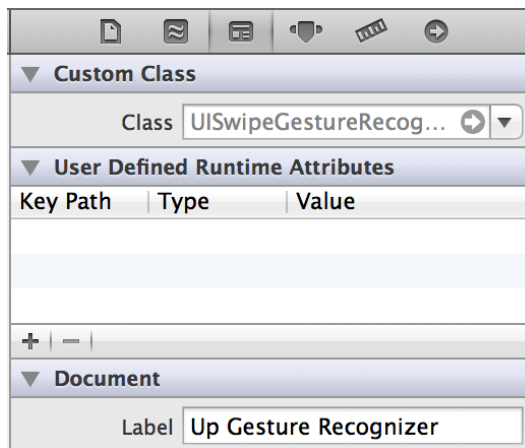 Custom Class
Class UISwipeGestureRecog...
User Defined Runtime Attributes
Key Path Type Value
Document
Label Up Gesture Recognizer